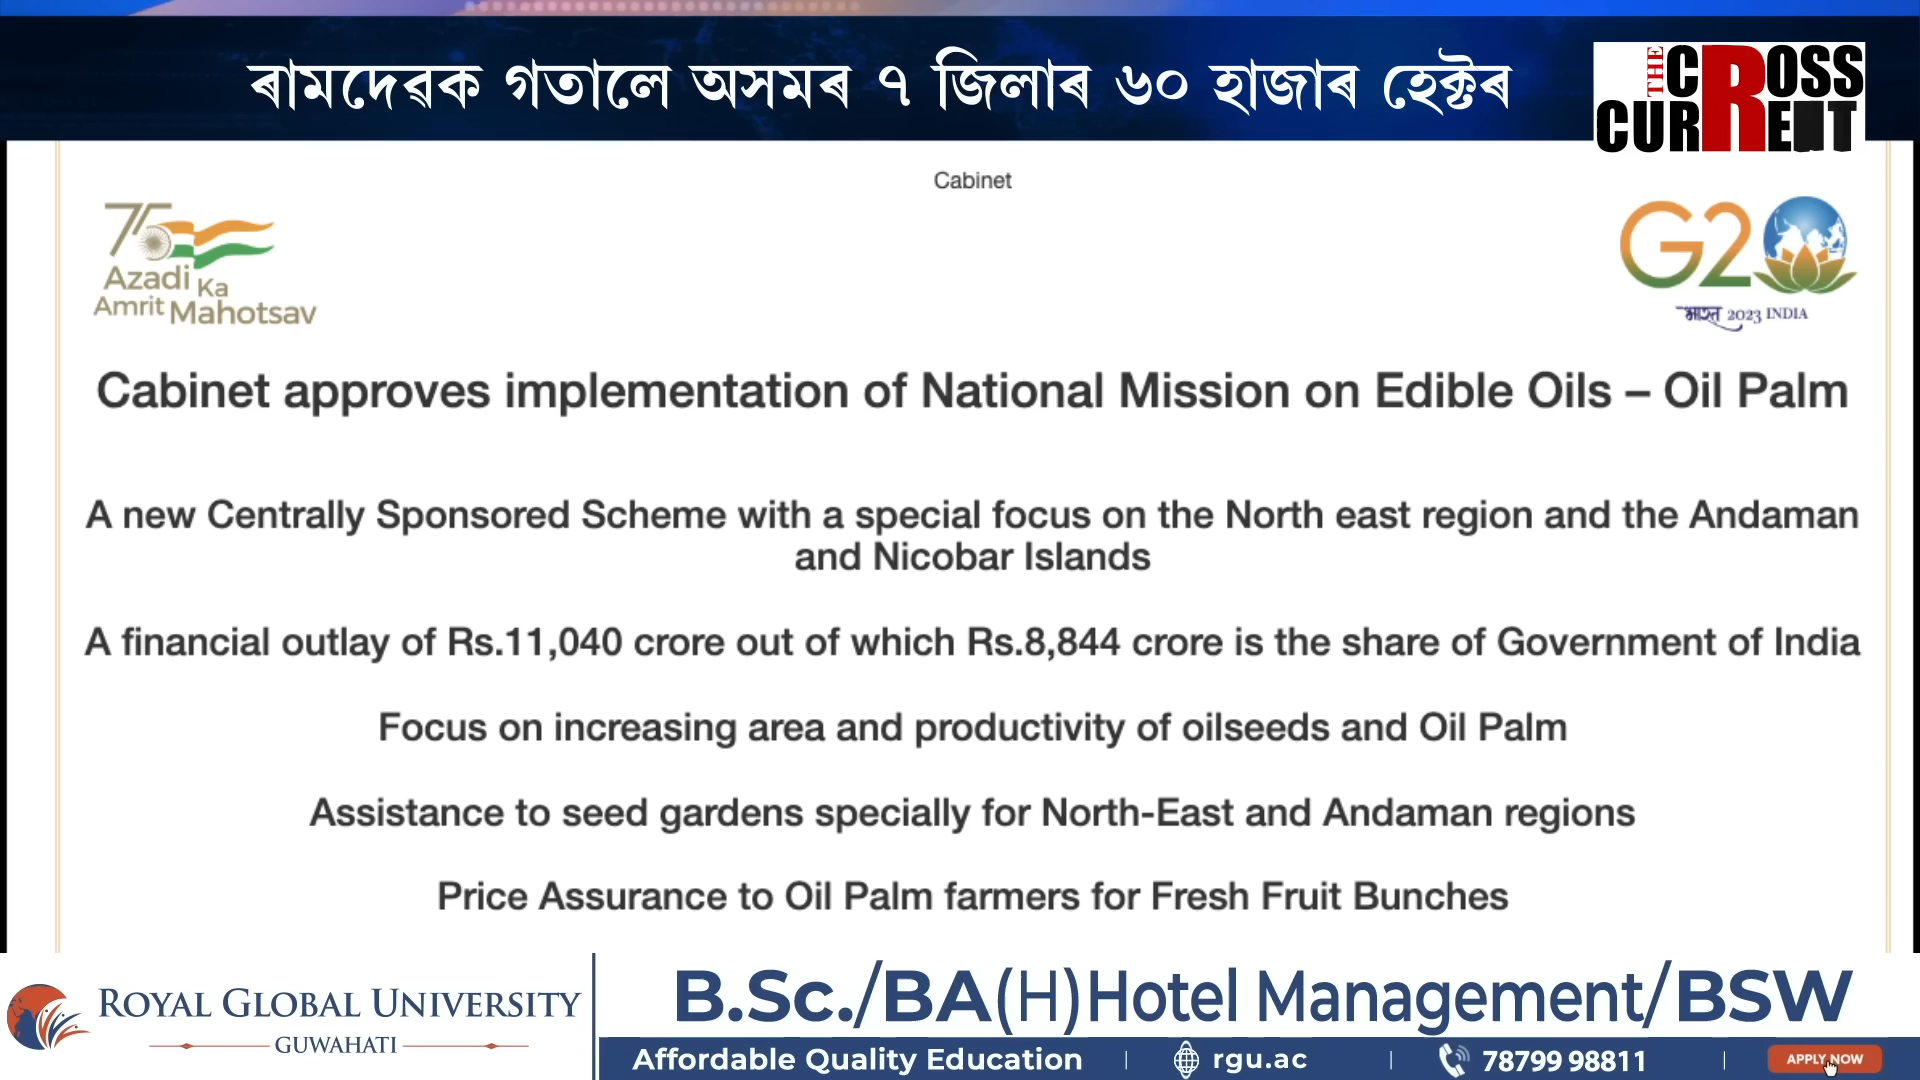 ৰামদেৱক গতালে অসমৰ ৭ জিলাৰ ৬০ হাজাৰ হেক্টৰ
THE CROSS
CURRENT
Cabinet
75
Azadi Ka
Amrit Mahotsav
G20
भारत 2023 INDIA
Cabinet approves implementation of National Mission on Edible Oils – Oil Palm
A new Centrally Sponsored Scheme with a special focus on the North east region and the Andaman
and Nicobar Islands
A financial outlay of Rs.11,040 crore out of which Rs.8,844 crore is the share of Government of India
Focus on increasing area and productivity of oilseeds and Oil Palm
Assistance to seed gardens specially for North-East and Andaman regions
Price Assurance to Oil Palm farmers for Fresh Fruit Bunches
ROYAL GLOBAL UNIVERSITY
GUWAHATI
B.Sc./BA(H)Hotel Management/BSW
Affordable Quality Education | rgu.ac | 78799 98811 | APPLY NOW